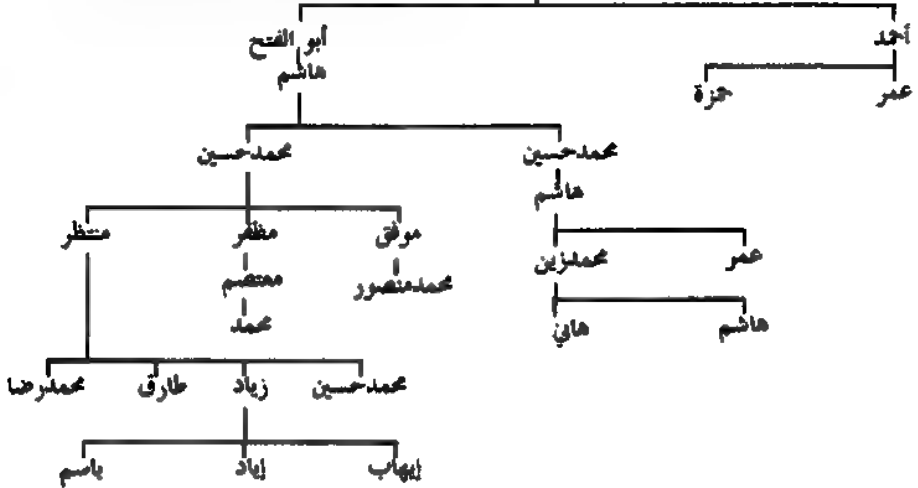 أحمد أبو الفتح
هاشم
عمر حمزة
محمدحسين محمدحسين
هاشم
موفق مظفر منتظر
عمر محمدزين
محمدمنصور معتصم
محمد
هاشم هاني
محمدحسين زياد طارق محمدرضا
إيهاب إياد باسم